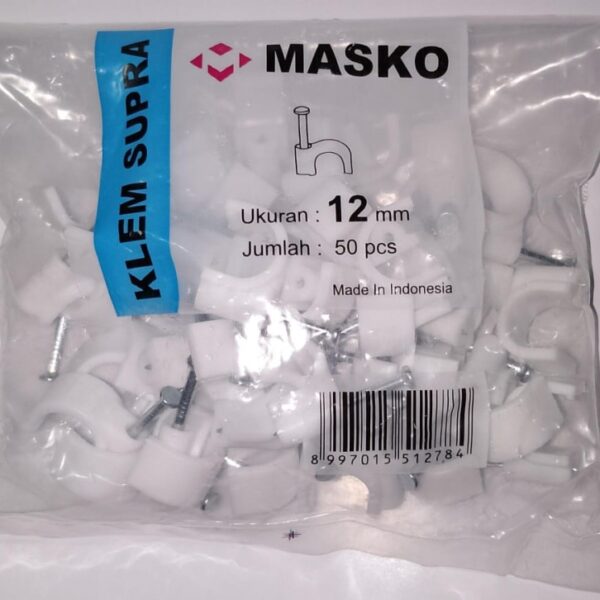 KLEM SUPRA
MASKO
Ukuran : 12 mm
Jumlah : 50 pcs
Made In Indonesia
8 997015 512784